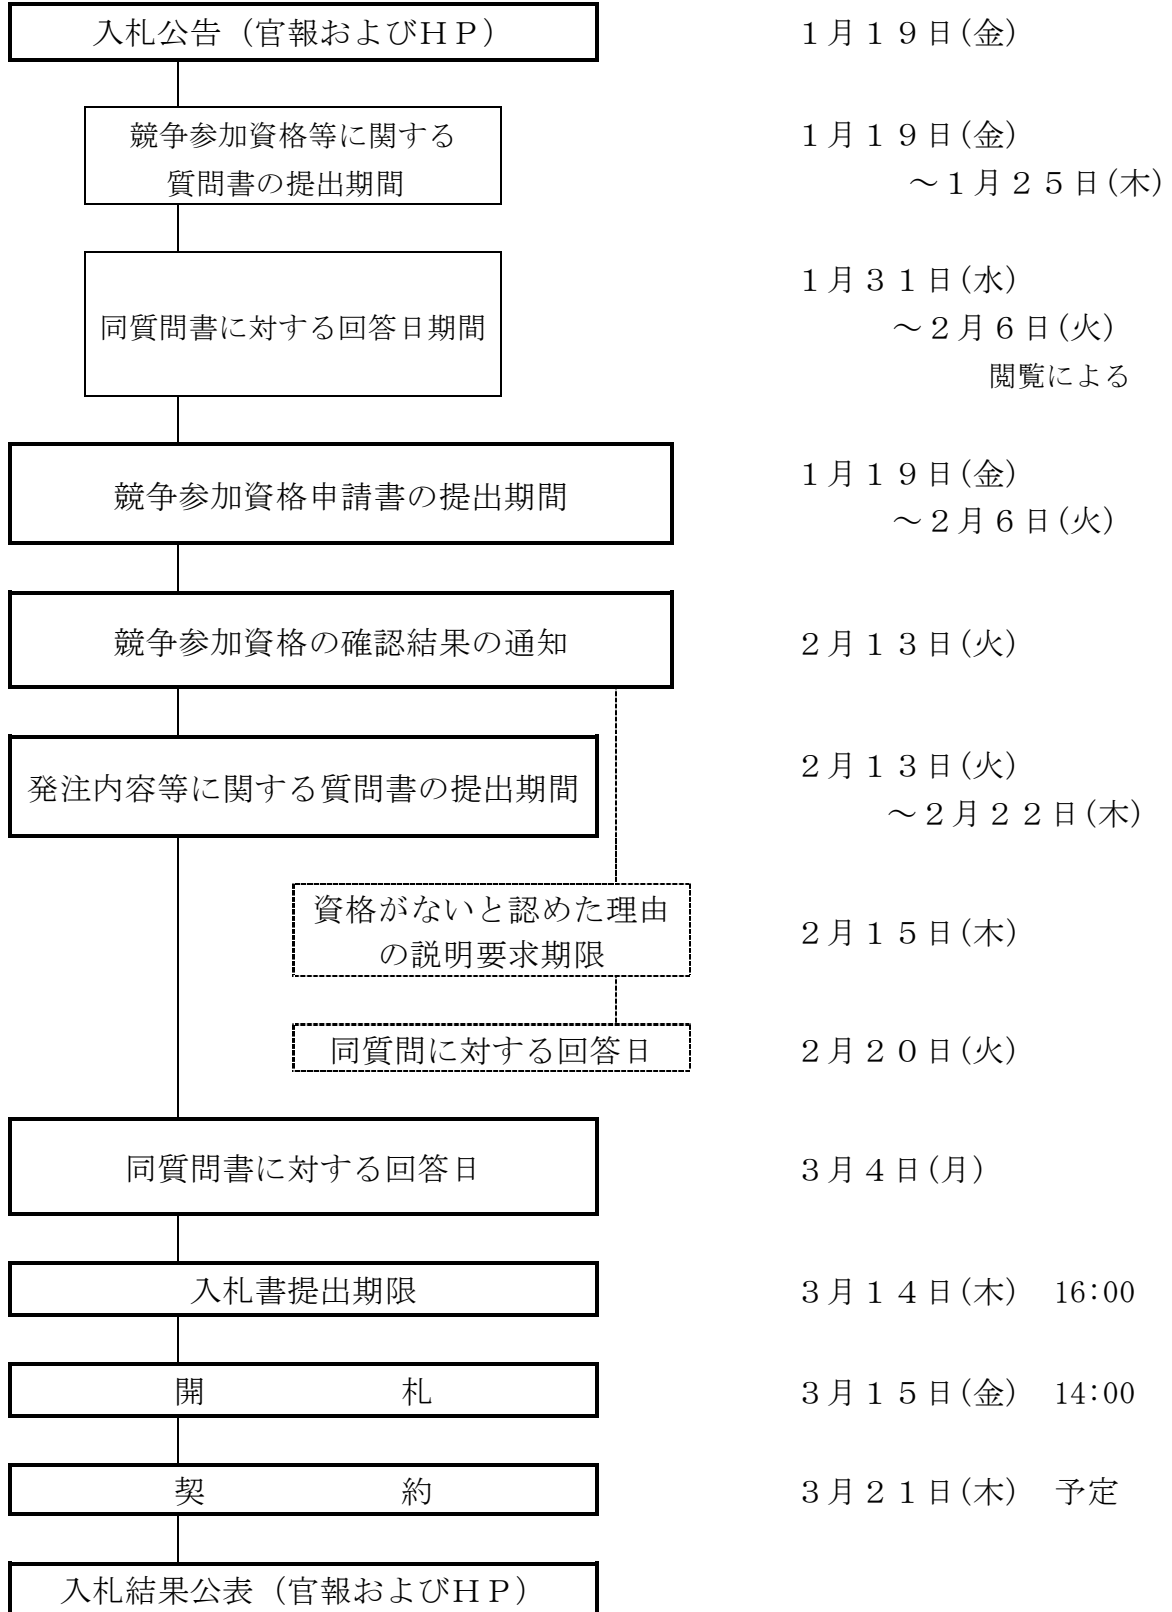 入札公告（官報およびＨＰ） １月１９日(金)
競争参加資格等に関する １月１９日(金)
質問書の提出期間 ～１月２５日(木)
１月３１日(水)
同質問書に対する回答日期間 ～２月６日(火)
閲覧による
１月１９日(金)
競争参加資格申請書の提出期間
～２月６日(火)
競争参加資格の確認結果の通知 ２月１３日(火)
２月１３日(火)
発注内容等に関する質問書の提出期間
～２月２２日(木)
資格がないと認めた理由
２月１５日(木)
の説明要求期限
同質問に対する回答日 ２月２０日(火)
同質問書に対する回答日 ３月４日(月)
入札書提出期限 ３月１４日(木) 16:00
開　　　　　　札 ３月１５日(金) 14:00
契　　　　　　約 ３月２１日(木) 予定
入札結果公表（官報およびＨＰ）